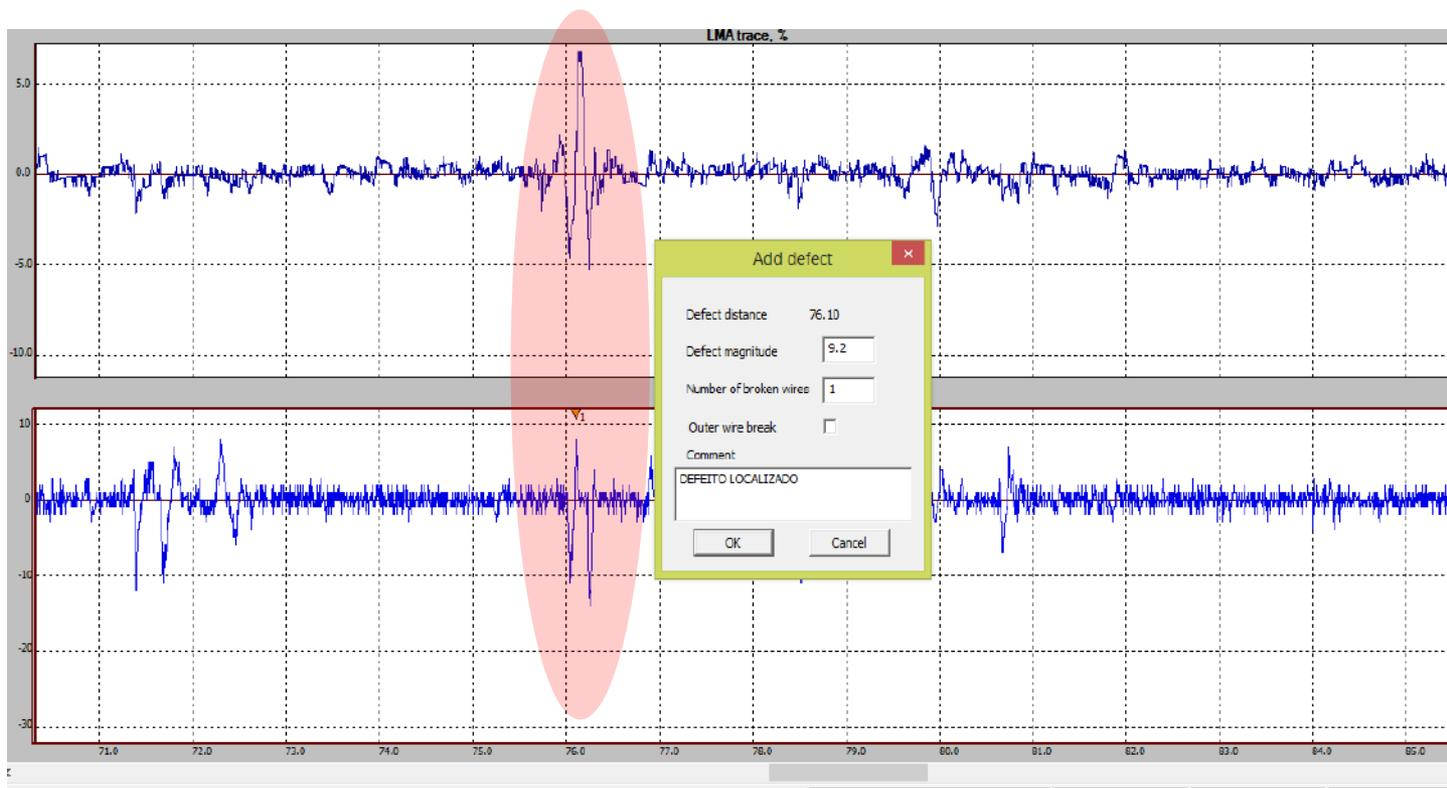 LMA trace, %
5.0
0.0
-5.0
-10.0
Add defect
Defect distance 76.10
Defect magnitude 9.2
Number of broken wires 1
Outer wire break
Comment
DEFEITO LOCALIZADO
OK Cancel
1
10
0
-10
-20
-30
71.0 72.0 73.0 74.0 75.0 76.0 77.0 78.0 79.0 80.0 81.0 82.0 83.0 84.0 85.0